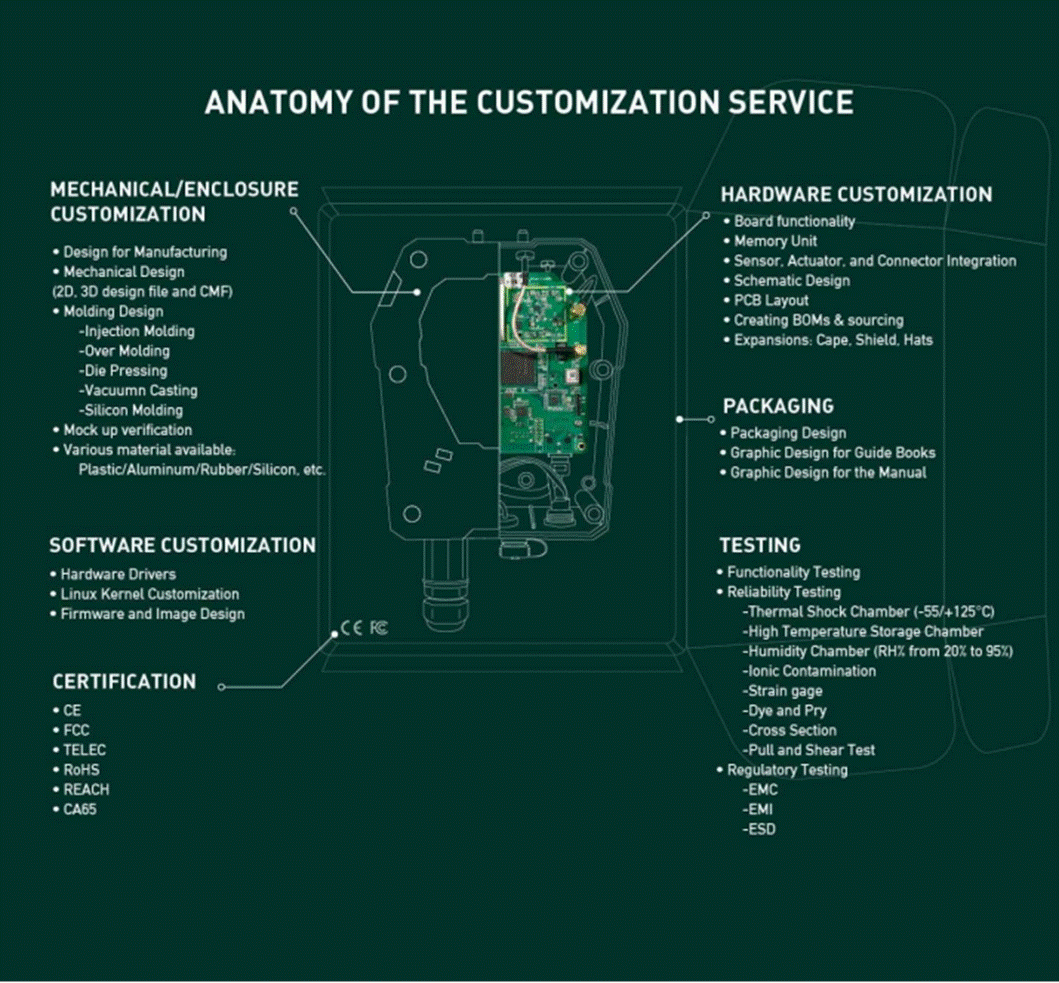 ANATOMY OF THE CUSTOMIZATION SERVICE
MECHANICAL/ENCLOSURE
CUSTOMIZATION
• Design for Manufacturing
• Mechanical Design
(2D, 3D design file and CMF)
• Molding Design
-Injection Molding
-Over Molding
-Die Pressing
-Vacuumn Casting
-Silicon Molding
• Mock up verification
• Various material available:
Plastic/Aluminum/Rubber/Silicon, etc.
SOFTWARE CUSTOMIZATION
• Hardware Drivers
• Linux Kernel Customization
• Firmware and Image Design
CERTIFICATION
• CE
• FCC
• TELEC
• RoHS
• REACH
• CA65
CE FC
HARDWARE CUSTOMIZATION
• Board functionality
• Memory Unit
• Sensor, Actuator, and Connector Integration
• Schematic Design
• PCB Layout
• Creating BOMs & sourcing
• Expansions: Cape, Shield, Hats
PACKAGING
• Packaging Design
• Graphic Design for Guide Books
• Graphic Design for the Manual
TESTING
• Functionality Testing
• Reliability Testing
-Thermal Shock Chamber (-55/+125°C)
-High Temperature Storage Chamber
-Humidity Chamber (RH% from 20% to 95%)
-Ionic Contamination
-Strain gage
-Dye and Pry
-Cross Section
-Pull and Shear Test
• Regulatory Testing
-EMC
-EMI
-ESD